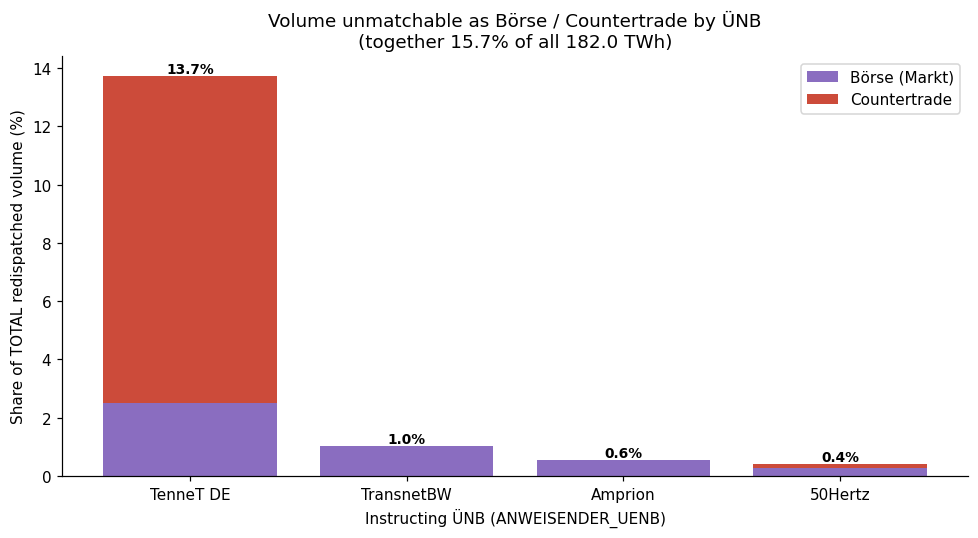 Volume unmatchable as Börse / Countertrade by ÜNB
(together 15.7% of all 182.0 TWh)
Share of TOTAL redispatched volume (%)
14
12
10
8
6
4
2
0
13.7%
1.0%
0.6%
0.4%
Börse (Markt)
Countertrade
TenneT DE
TransnetBW
Amprion
50Hertz
Instructing ÜNB (ANWEISENDER_UENB)